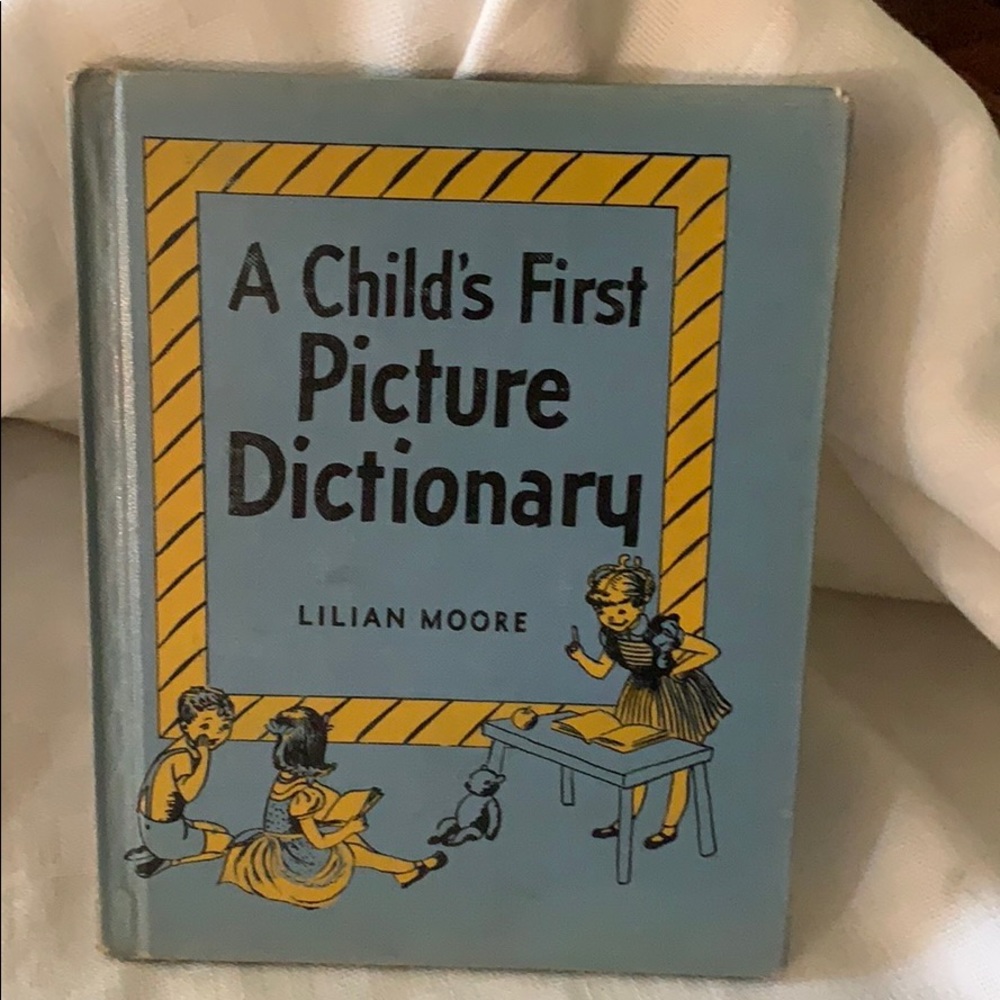 A Child's First
Picture
Dictionary
LILIAN MOORE